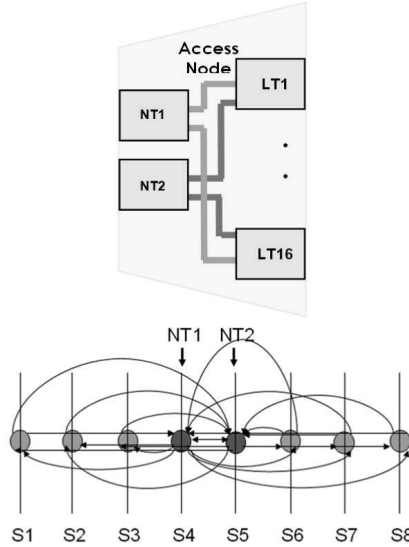 Access
Node
NT1
LT1
NT2
LT16
NT1 NT2
S1 S2 S3 S4 S5 S6 S7 S8